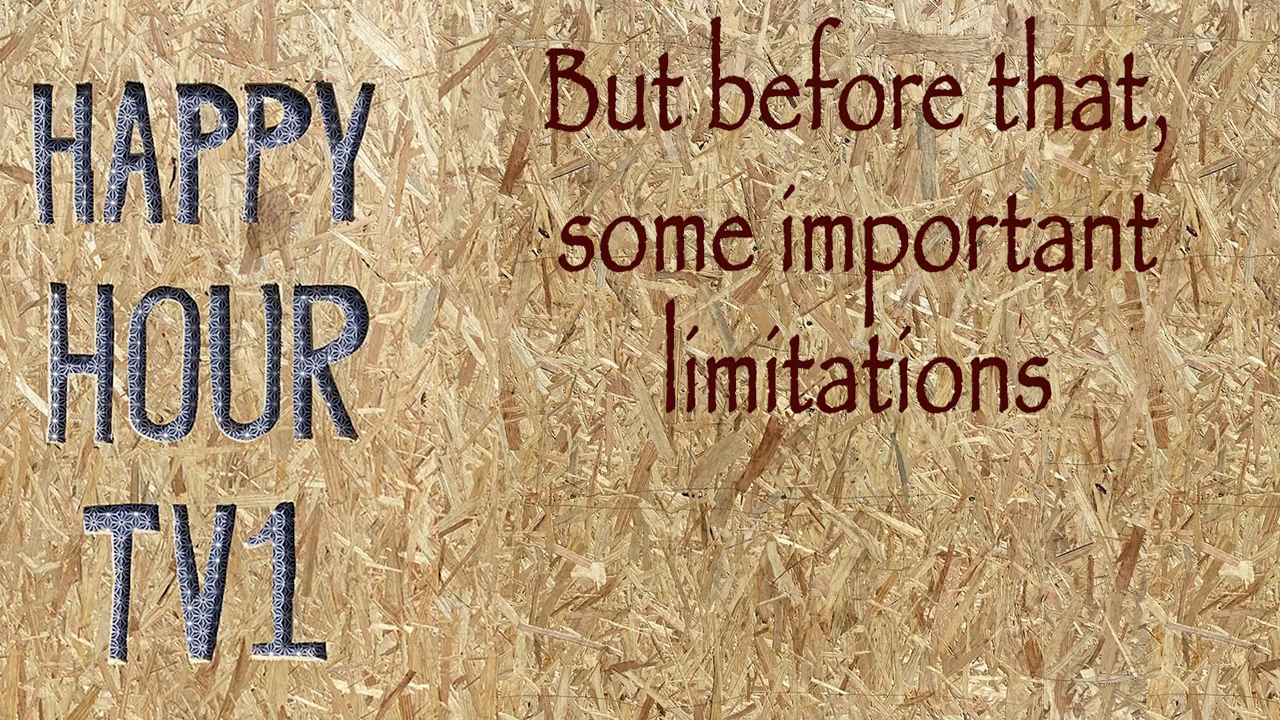 HAPPY
HOUR
TV1
But before that,
some important
limitations